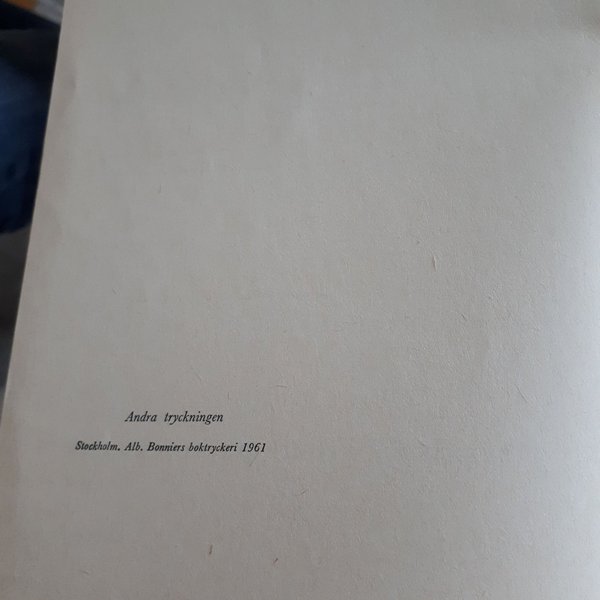 Andra tryckningen
Stockholm. Alb. Bonniers boktryckeri 1961